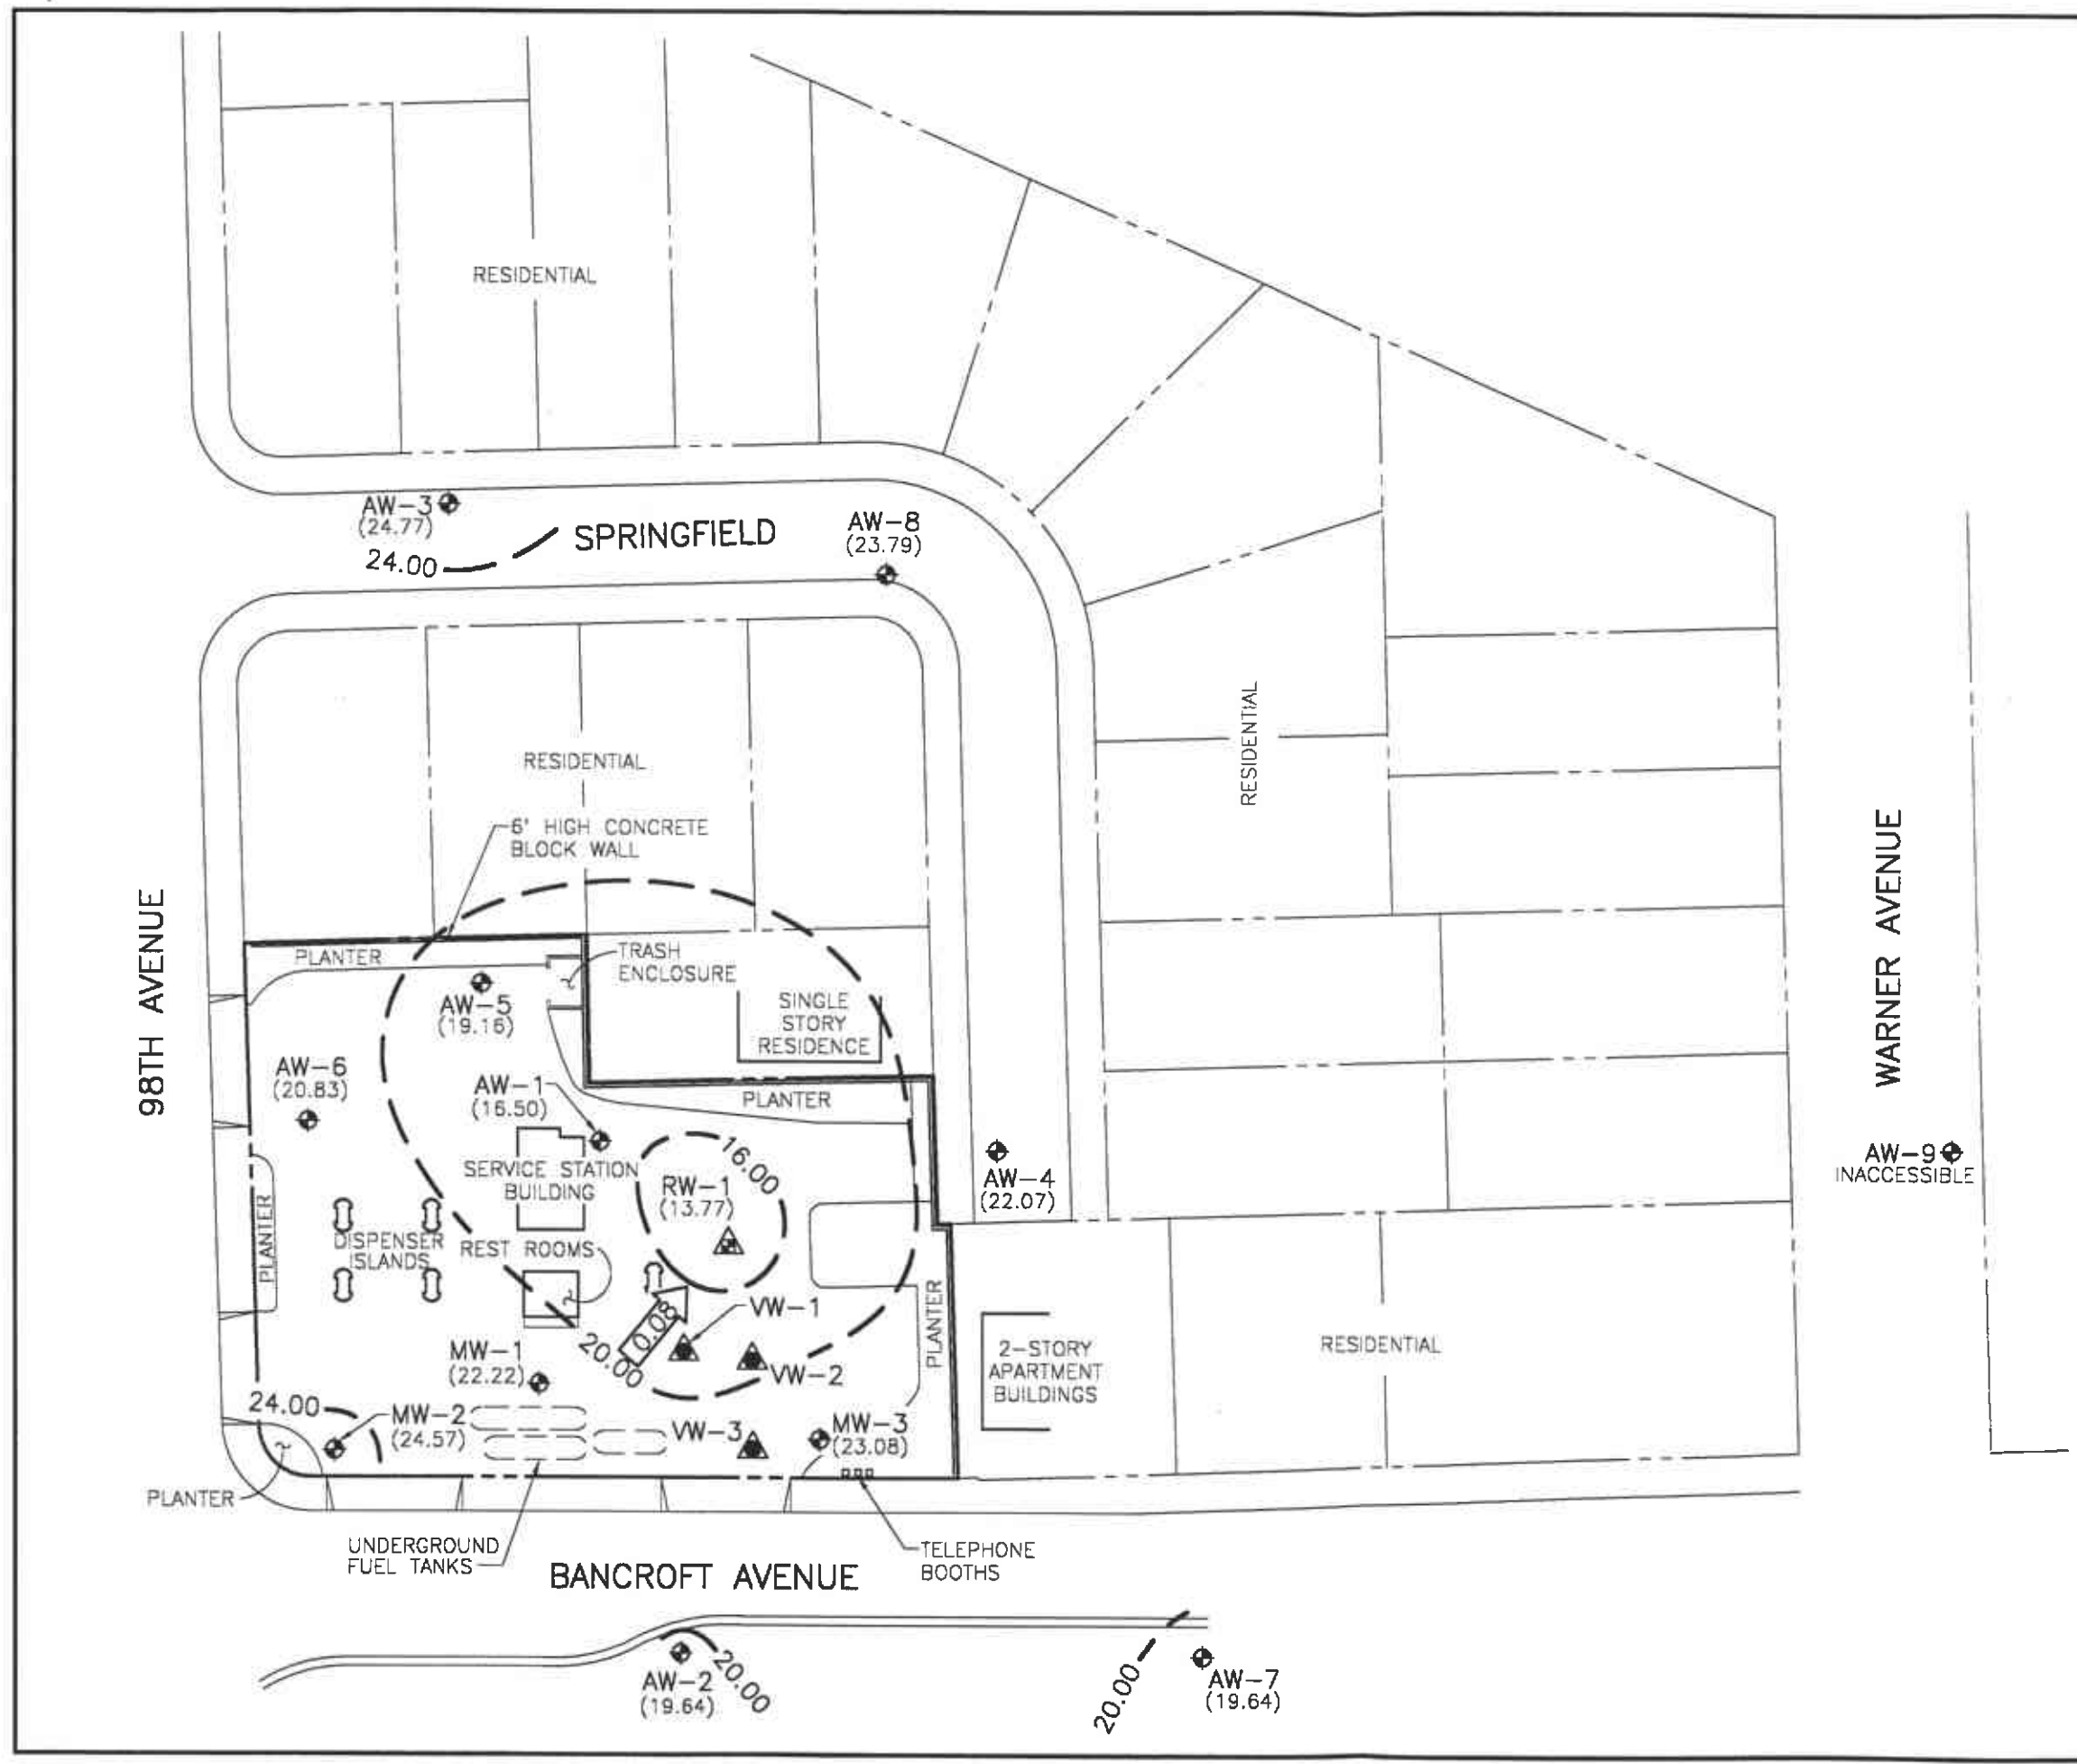 RESIDENTIAL
AW-3
(24.77)
24.00
SPRINGFIELD
AW-8
(23.79)
RESIDENTIAL
RESIDENTIAL
6' HIGH CONCRETE
BLOCK WALL
98TH AVENUE
WARNER AVENUE
PLANTER
TRASH
ENCLOSURE
AW-5
(19.16)
SINGLE
STORY
RESIDENCE
AW-6
(20.83)
AW-1
(16.50)
PLANTER
16.00
SERVICE STATION
BUILDING
RW-1
(13.77)
AW-4
(22.07)
AW-9
INACCESSIBLE
PLANTER
DISPENSER
ISLANDS
REST ROOMS
0.08
VW-1
PLANTER
20.00
MW-1
(22.22)
VW-2
2-STORY
APARTMENT
BUILDINGS
RESIDENTIAL
24.00
MW-2
(24.57)
VW-3
MW-3
(23.08)
PLANTER
UNDERGROUND
FUEL TANKS
BANCROFT AVENUE
TELEPHONE
BOOTHS
AW-2
(19.64)
20.00
20.00
AW-7
(19.64)